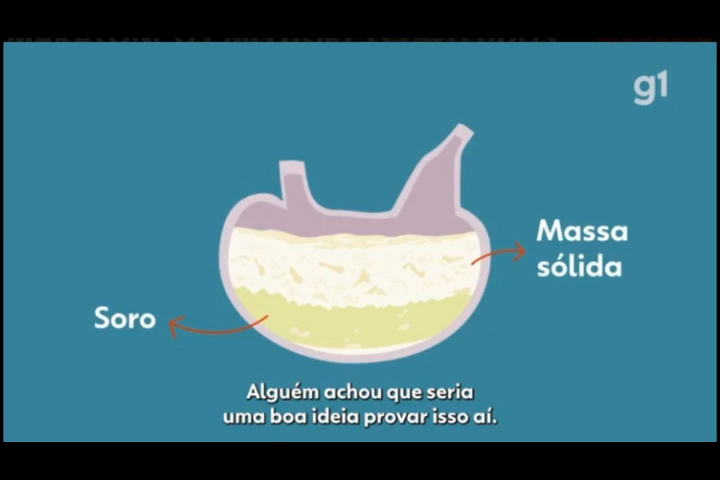 g1
Massa
sólida
Soro
Alguém achou que seria
uma boa ideia provar isso aí.